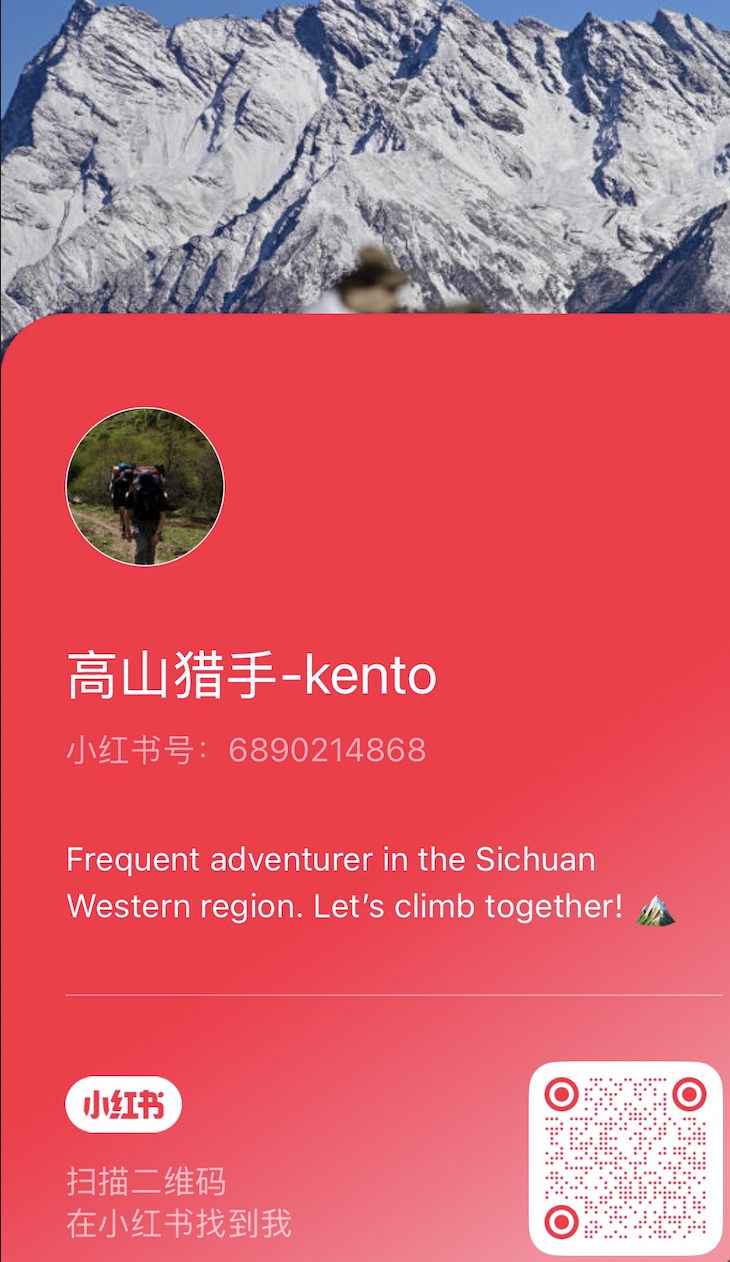 高山猎手-kento
小红书号：6890214868
Frequent adventurer in the Sichuan
Western region. Let’s climb together! ⛰️
小红书
扫描二维码
在小红书找到我